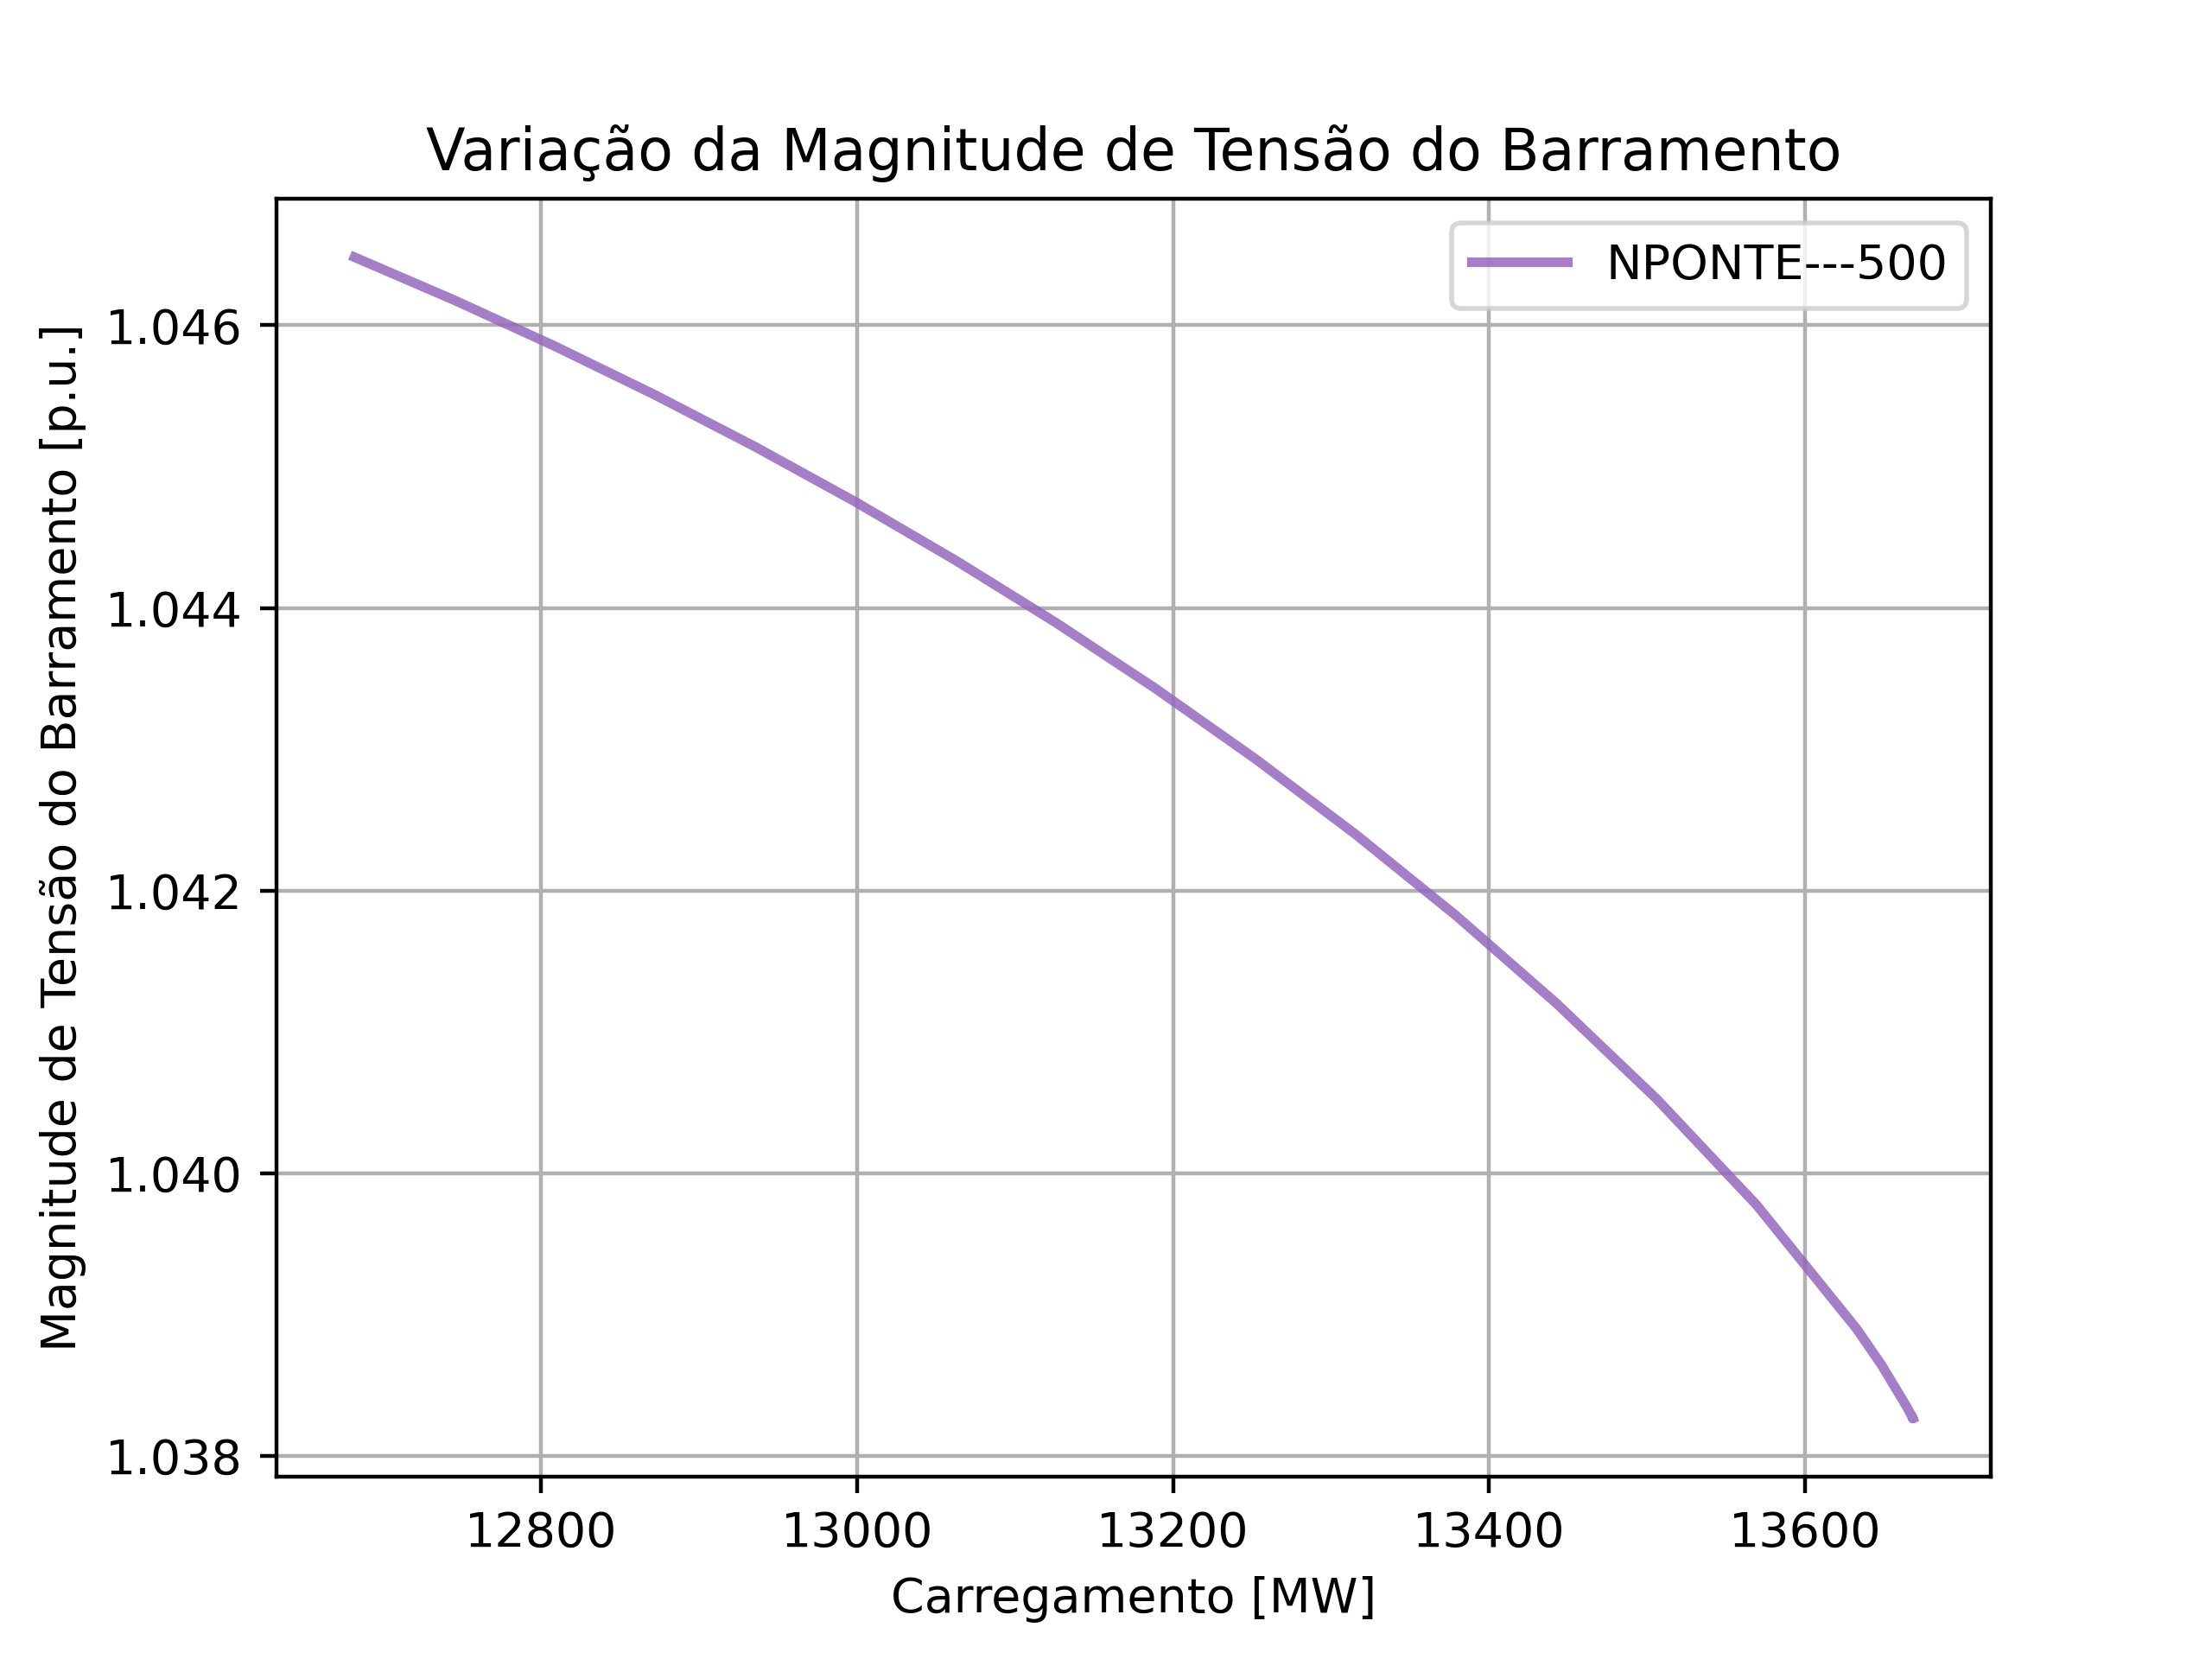 Variação da Magnitude de Tensão do Barramento
NPONTE---500
Magnitude de Tensão do Barramento [p.u.]
1.046
1.044
1.042
1.040
1.038
12800 13000 13200 13400 13600
Carregamento [MW]